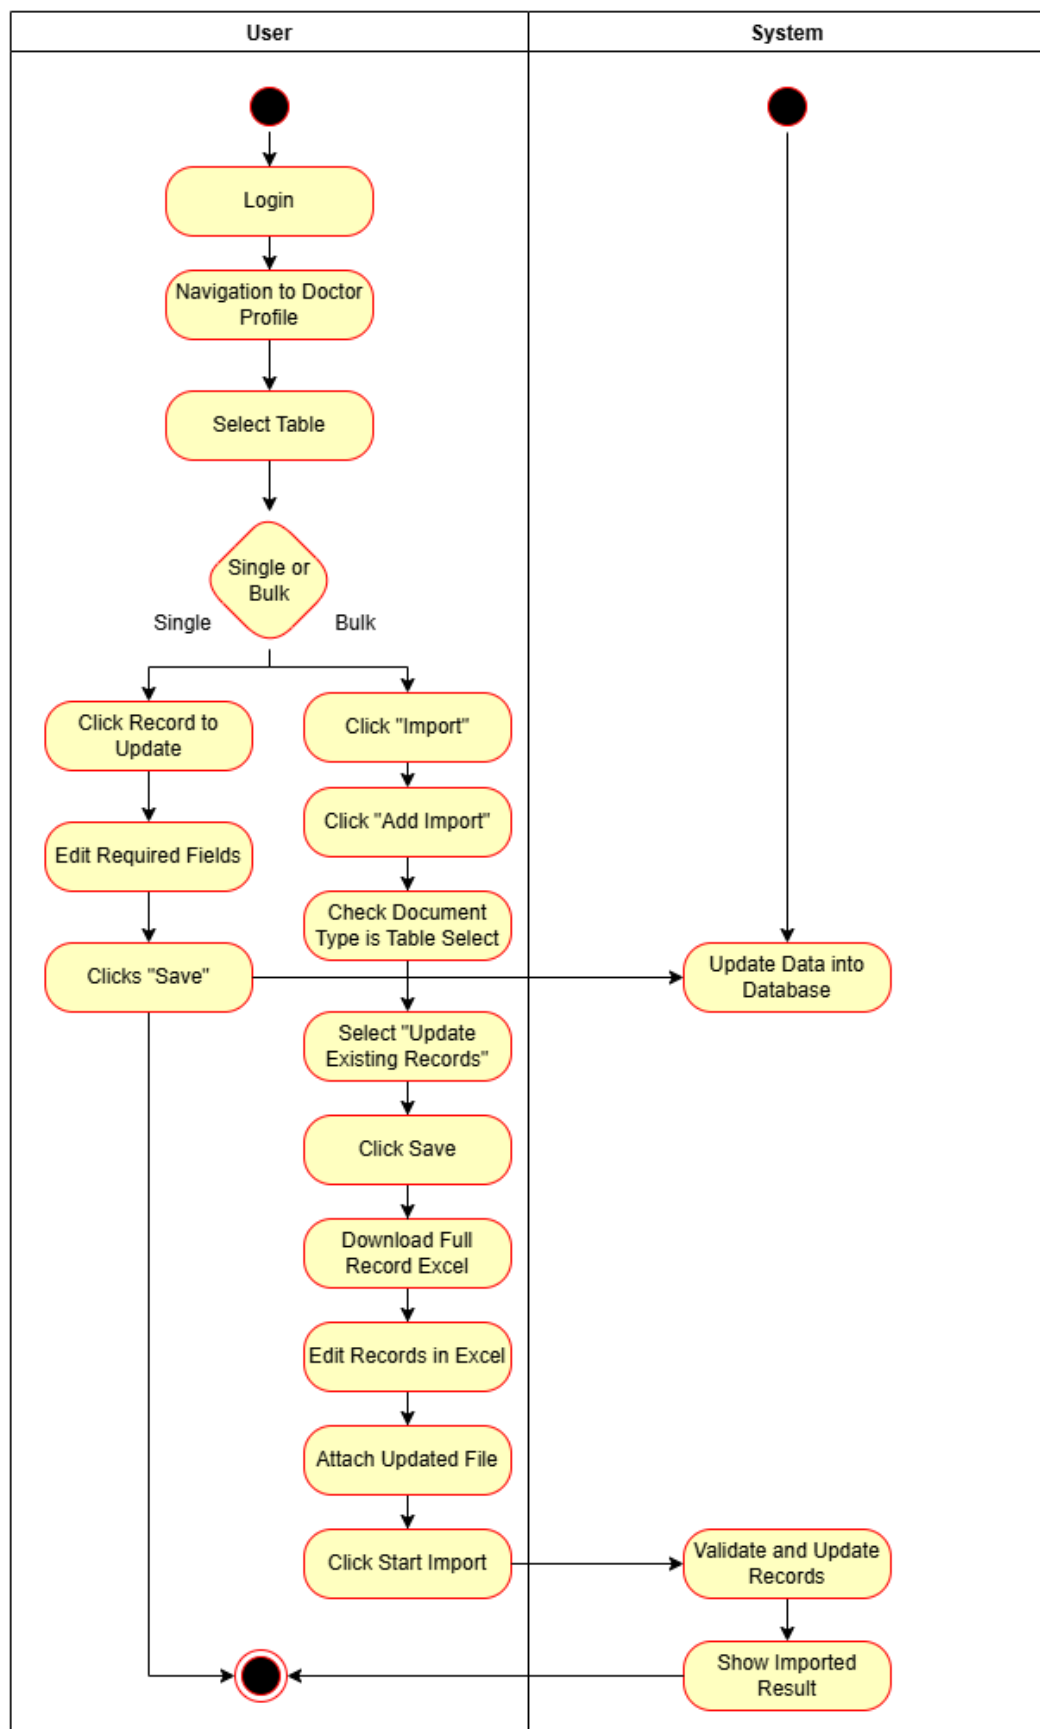 User
System
Login
Navigation to Doctor
Profile
Select Table
Single or
Bulk
Single
Bulk
Click Record to
Update
Edit Required Fields
Clicks "Save"
Click "Import"
Click "Add Import"
Check Document
Type is Table Select
Select "Update
Existing Records"
Click Save
Download Full
Record Excel
Edit Records in Excel
Attach Updated File
Click Start Import
Update Data into
Database
Validate and Update
Records
Show Imported
Result